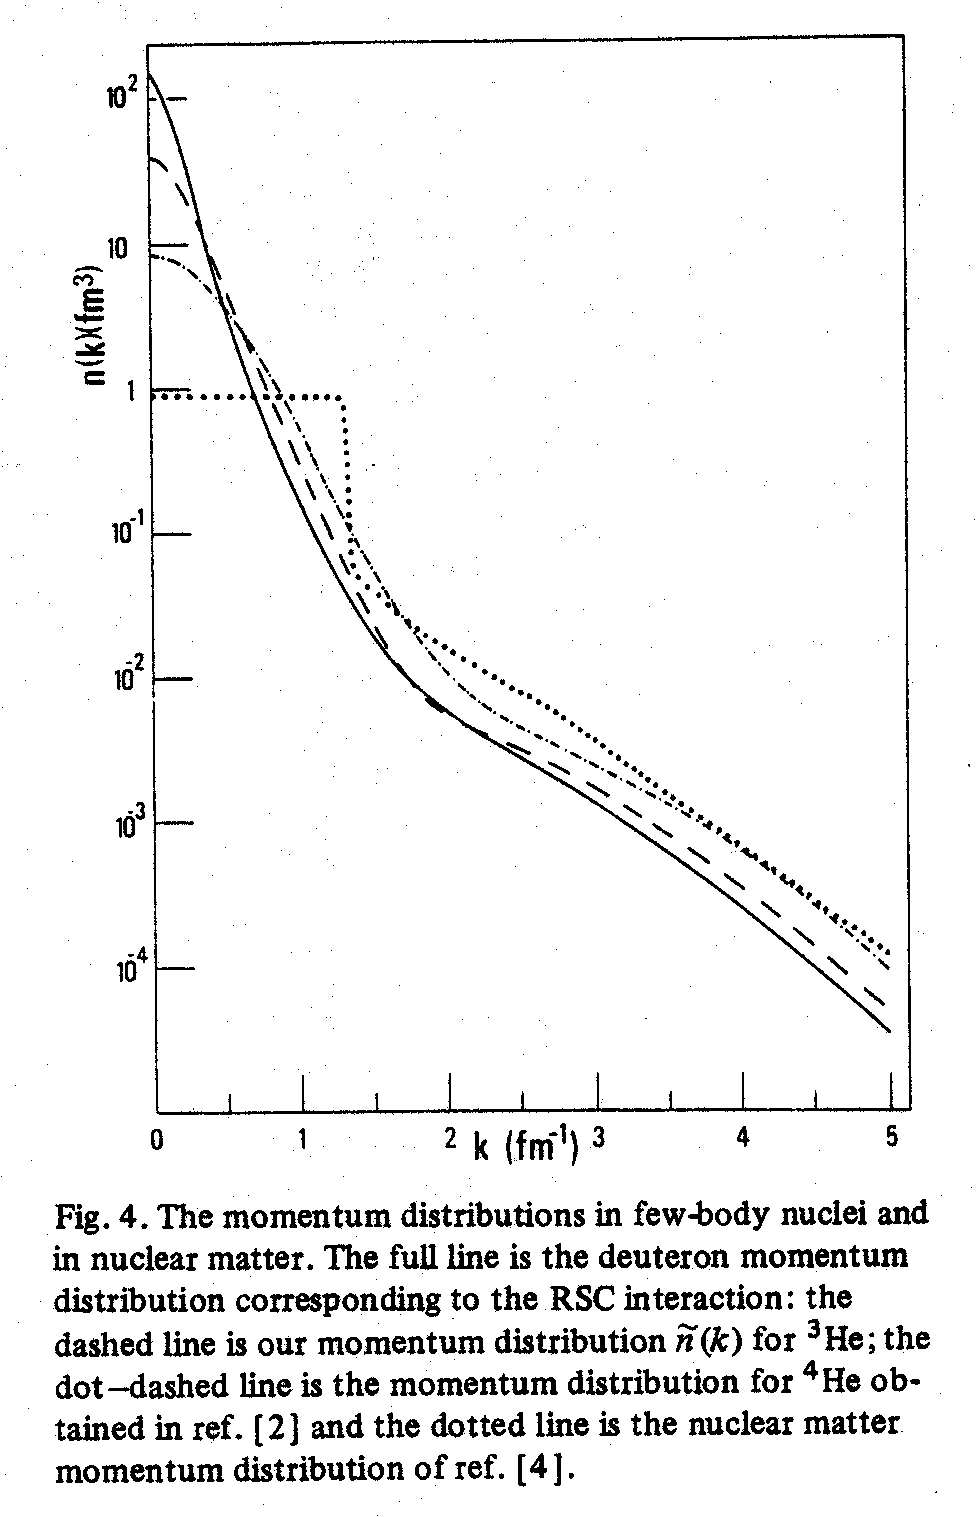 10²
10
1
10⁻¹
10⁻²
10⁻³
10⁻⁴
n(k)(fm³)
0 1 2 3 4 5
k (fm⁻¹)
Fig. 4. The momentum distributions in few-body nuclei and
in nuclear matter. The full line is the deuteron momentum
distribution corresponding to the RSC interaction: the
dashed line is our momentum distribution ñ(k) for ³He; the
dot–dashed line is the momentum distribution for ⁴He ob-
tained in ref. [2] and the dotted line is the nuclear matter
momentum distribution of ref. [4].